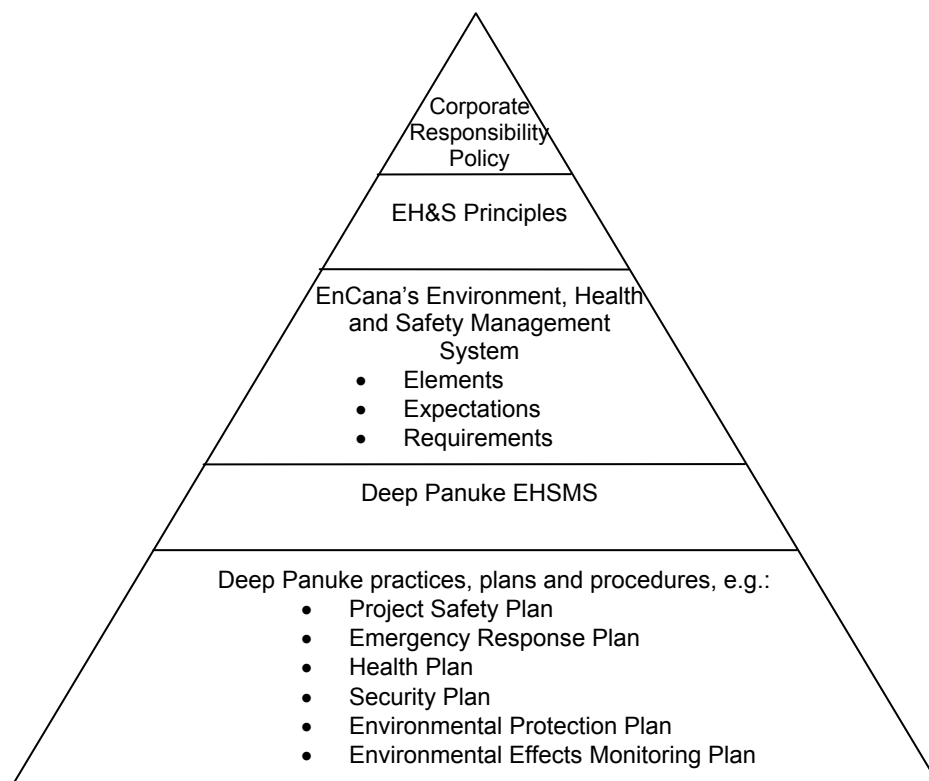 Corporate
Responsibility
Policy
EH&S Principles
EnCana’s Environment, Health
and Safety Management
System
• Elements
• Expectations
• Requirements
Deep Panuke EHSMS
Deep Panuke practices, plans and procedures, e.g.:
• Project Safety Plan
• Emergency Response Plan
• Health Plan
• Security Plan
• Environmental Protection Plan
• Environmental Effects Monitoring Plan